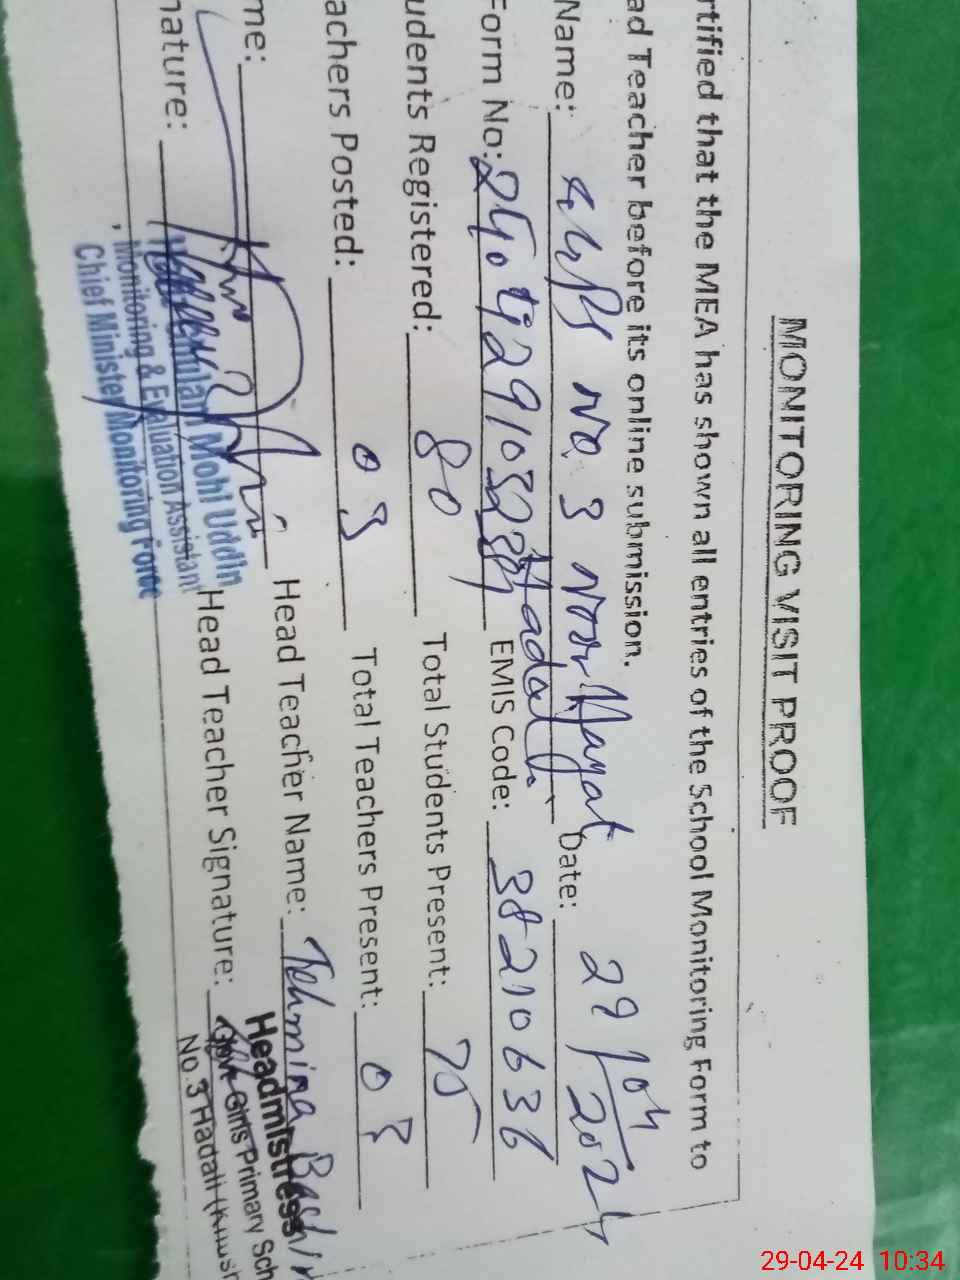 MONITORING VISIT PROOF
rtified that the MEA has shown all entries of the School Monitoring Form to
ad Teacher before its online submission.
Name: GGPS No 3 Noor Hayat Date: 29/04/2024
Hadali
Form No: EMIS Code: 38210636
udents Registered: 80 Total Students Present: 75
achers Posted: 03 Total Teachers Present: 03
me: Head Teacher Name: Tehmina Bashir
nature: Head Teacher Signature:
Mohi Uddin
Monitoring & Evaluation Assistant
Chief Minister Monitoring Force
Headmistress
Govt Girls Primary Sch
No.3 Hadali (Khush
29-04-24 10:34